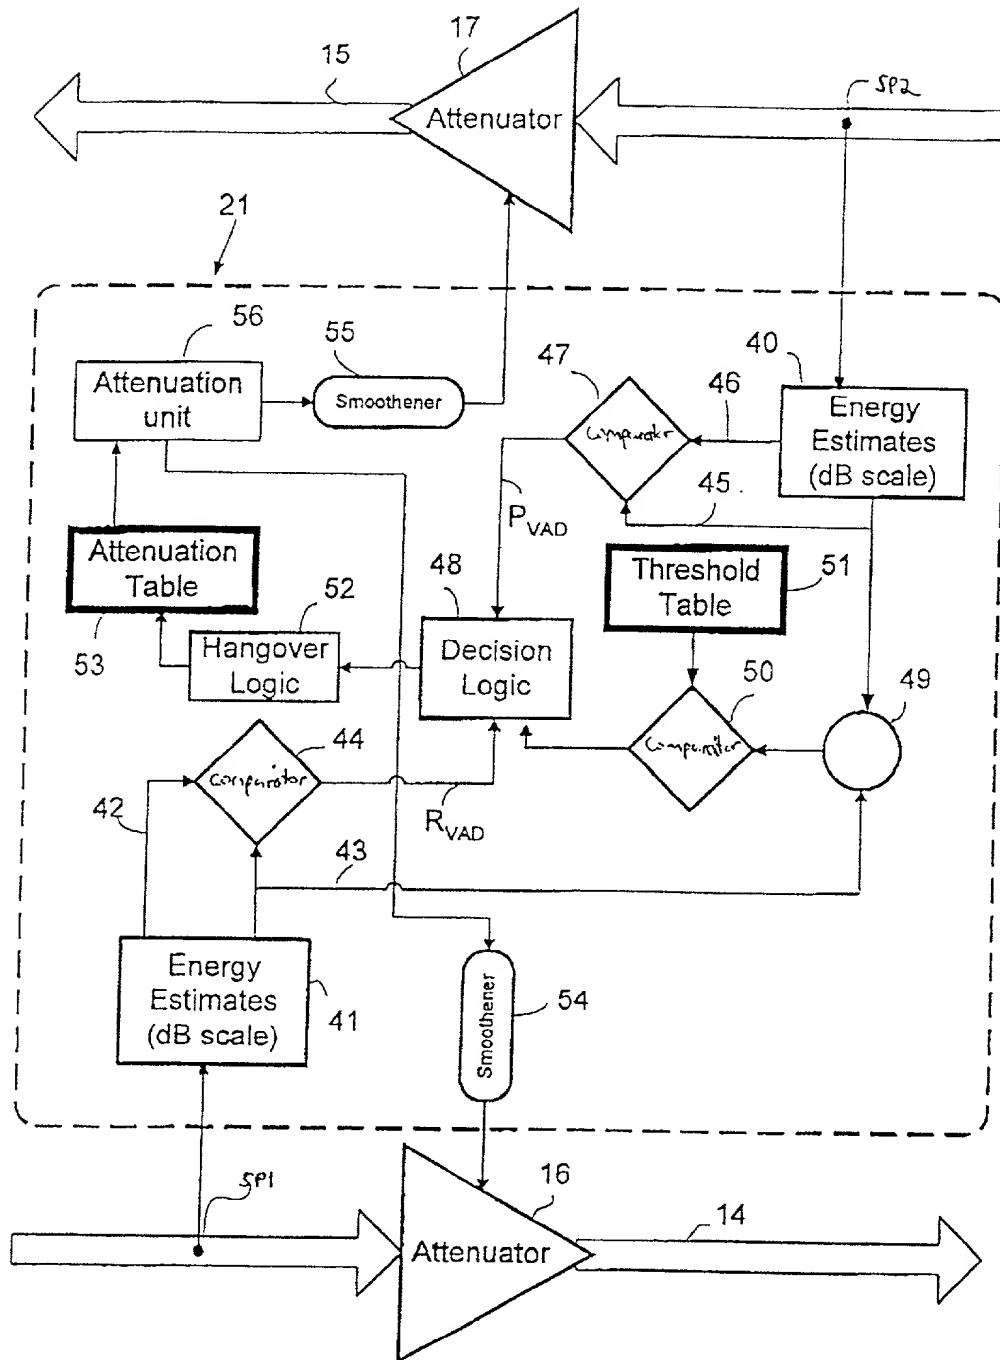 17
15
SP2
Attenuator
21
56
55
47
40
Attenuation
unit
Smoothener
Comparator
46
Energy
Estimates
(dB scale)
45
PVAD
Attenuation
Table
48
Threshold
Table
51
52
53
Hangover
Logic
Decision
Logic
50
49
44
Comparator
Comparator
42
RVAD
43
Energy
Estimates
(dB scale)
41
Smoothener
54
SP1
16
14
Attenuator